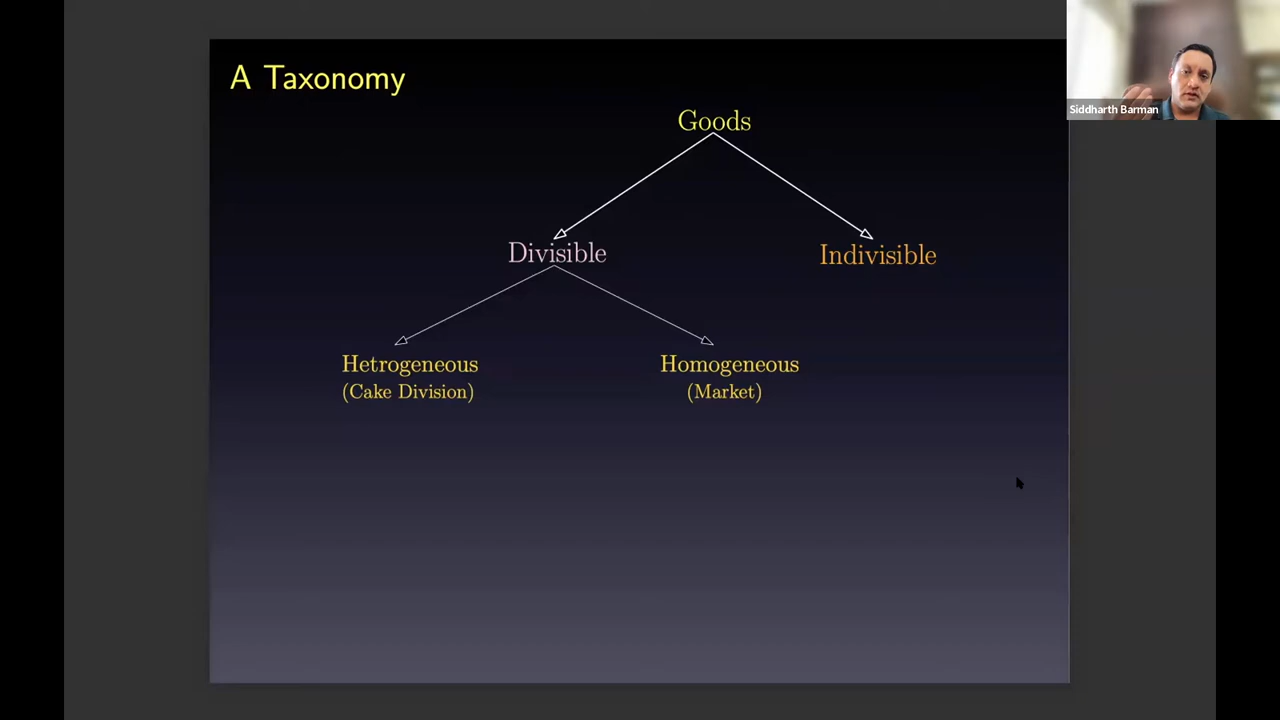 A Taxonomy
Siddharth Barman
Goods
Divisible
Indivisible
Hetrogeneous
(Cake Division)
Homogeneous
(Market)